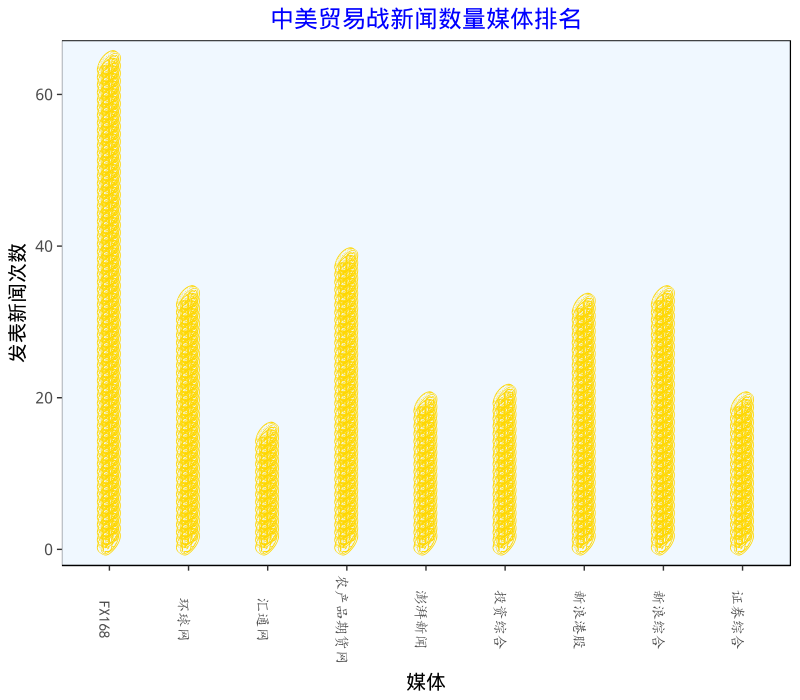 中美贸易战新闻数量媒体排名
发表新闻次数
60
40
20
0
FX168
环球网
汇通网
农产品期货网
澎湃新闻
投资综合
新浪港股
新浪综合
证券综合
媒体